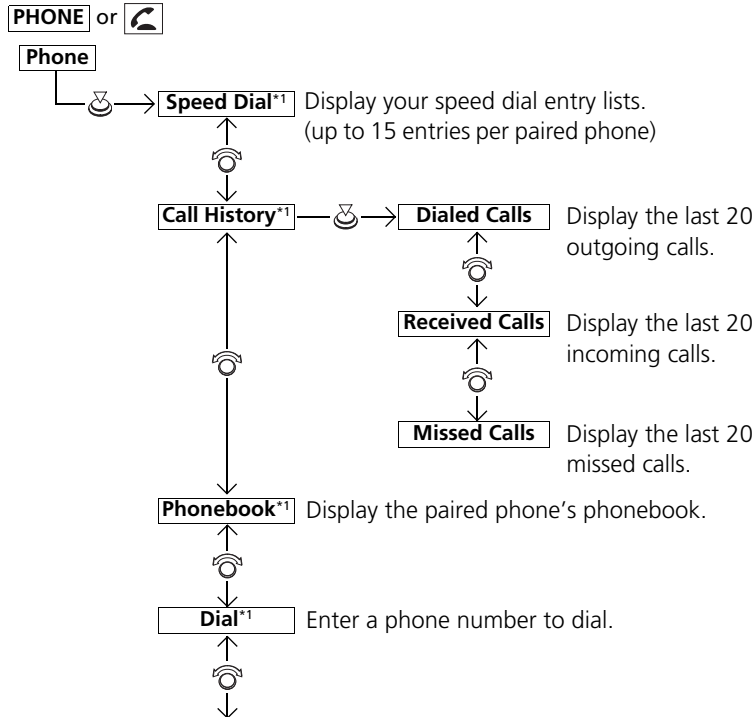 PHONE or
Phone
Speed Dial*1 Display your speed dial entry lists.
(up to 15 entries per paired phone)
Call History*1 Dialed Calls Display the last 20
outgoing calls.
Received Calls Display the last 20
incoming calls.
Missed Calls Display the last 20
missed calls.
Phonebook*1 Display the paired phone's phonebook.
Dial*1 Enter a phone number to dial.